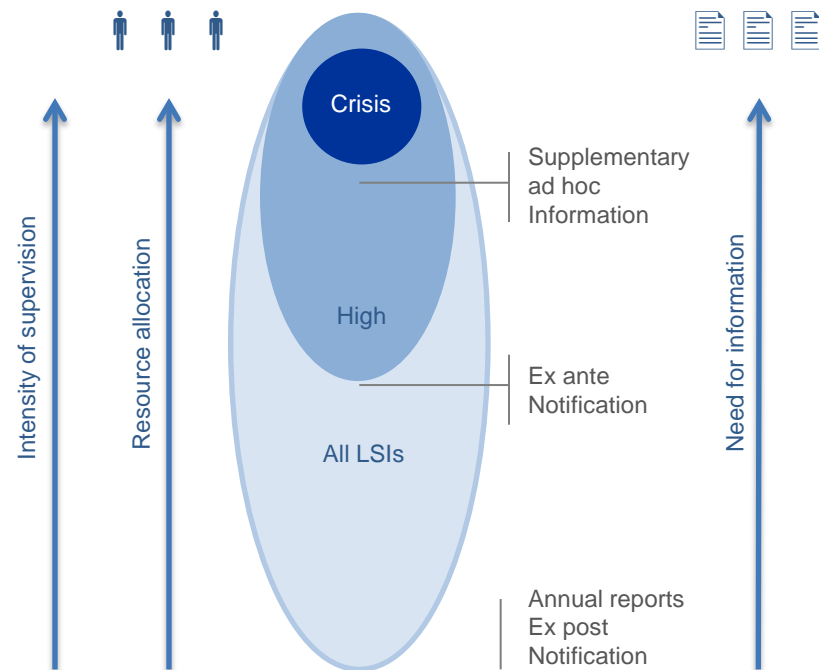 Crisis
Supplementary
ad hoc
Information
High
Ex ante
Notification
All LSIs
Annual reports
Ex post
Notification
Intensity of supervision
Resource allocation
Need for information